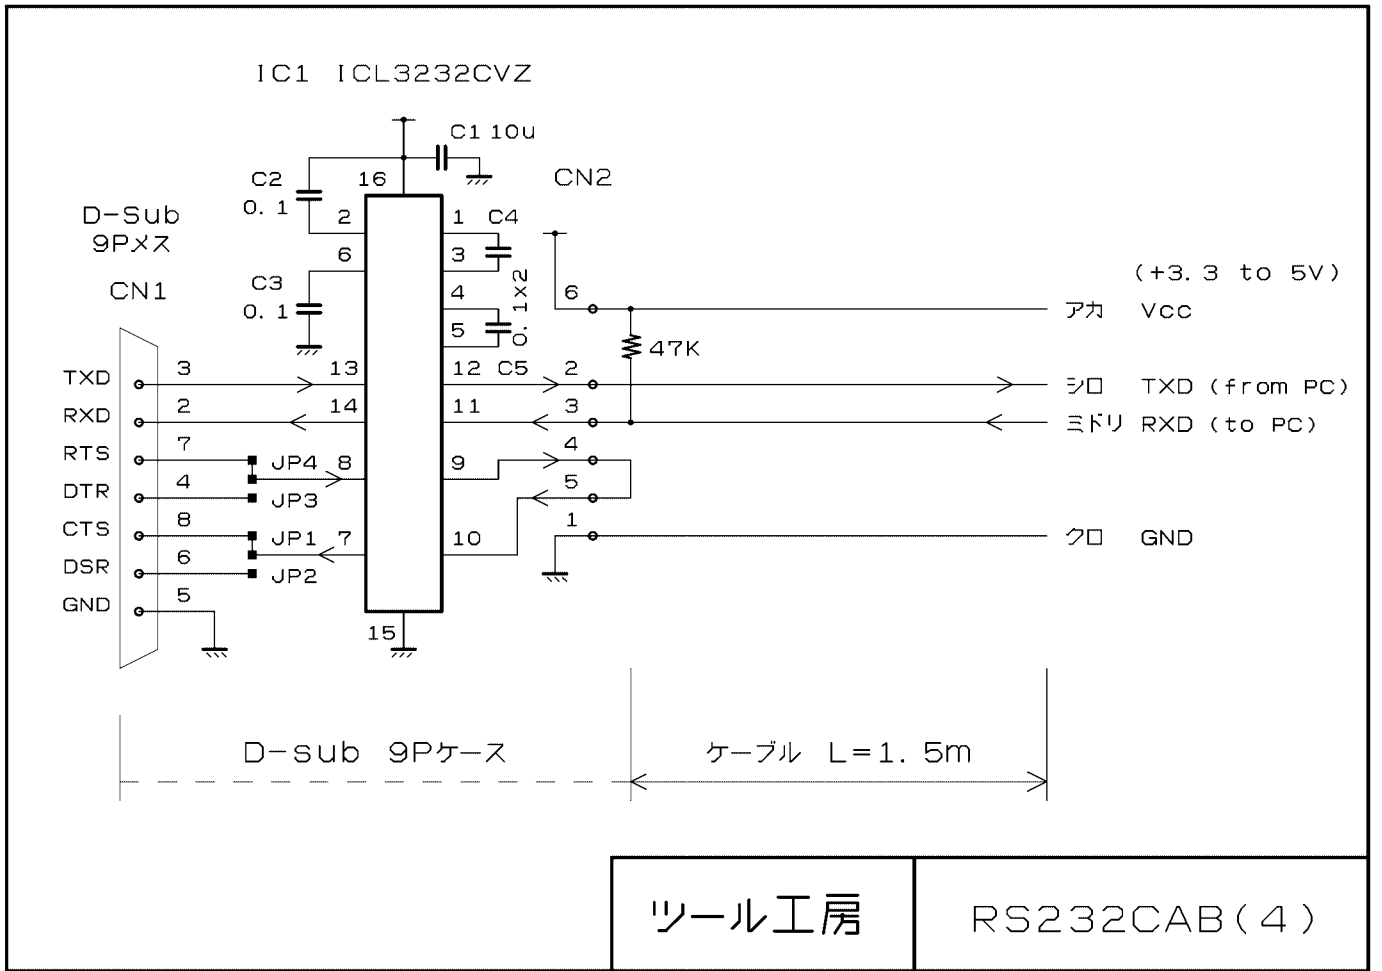 IC1 ICL3232CVZ
C1 10u
C2
0.1
16
CN2
D-Sub
9Pメス
CN1
2
1
C4
6
3
C3
0.1
4
5
0.1x2
(+3.3 to 5V)
6
アカ Vcc
47K
TXD 3 13 12 C5 2 シロ TXD (from PC)
RXD 2 14 11 3 ミドリ RXD (to PC)
RTS 7 JP4 8 9 4
DTR 4 JP3 5
CTS 8 JP1 7 10 1 クロ GND
DSR 6 JP2
GND 5
15
D-sub 9Pケース
ケーブル L=1.5m
ツール工房
RS232CAB(4)